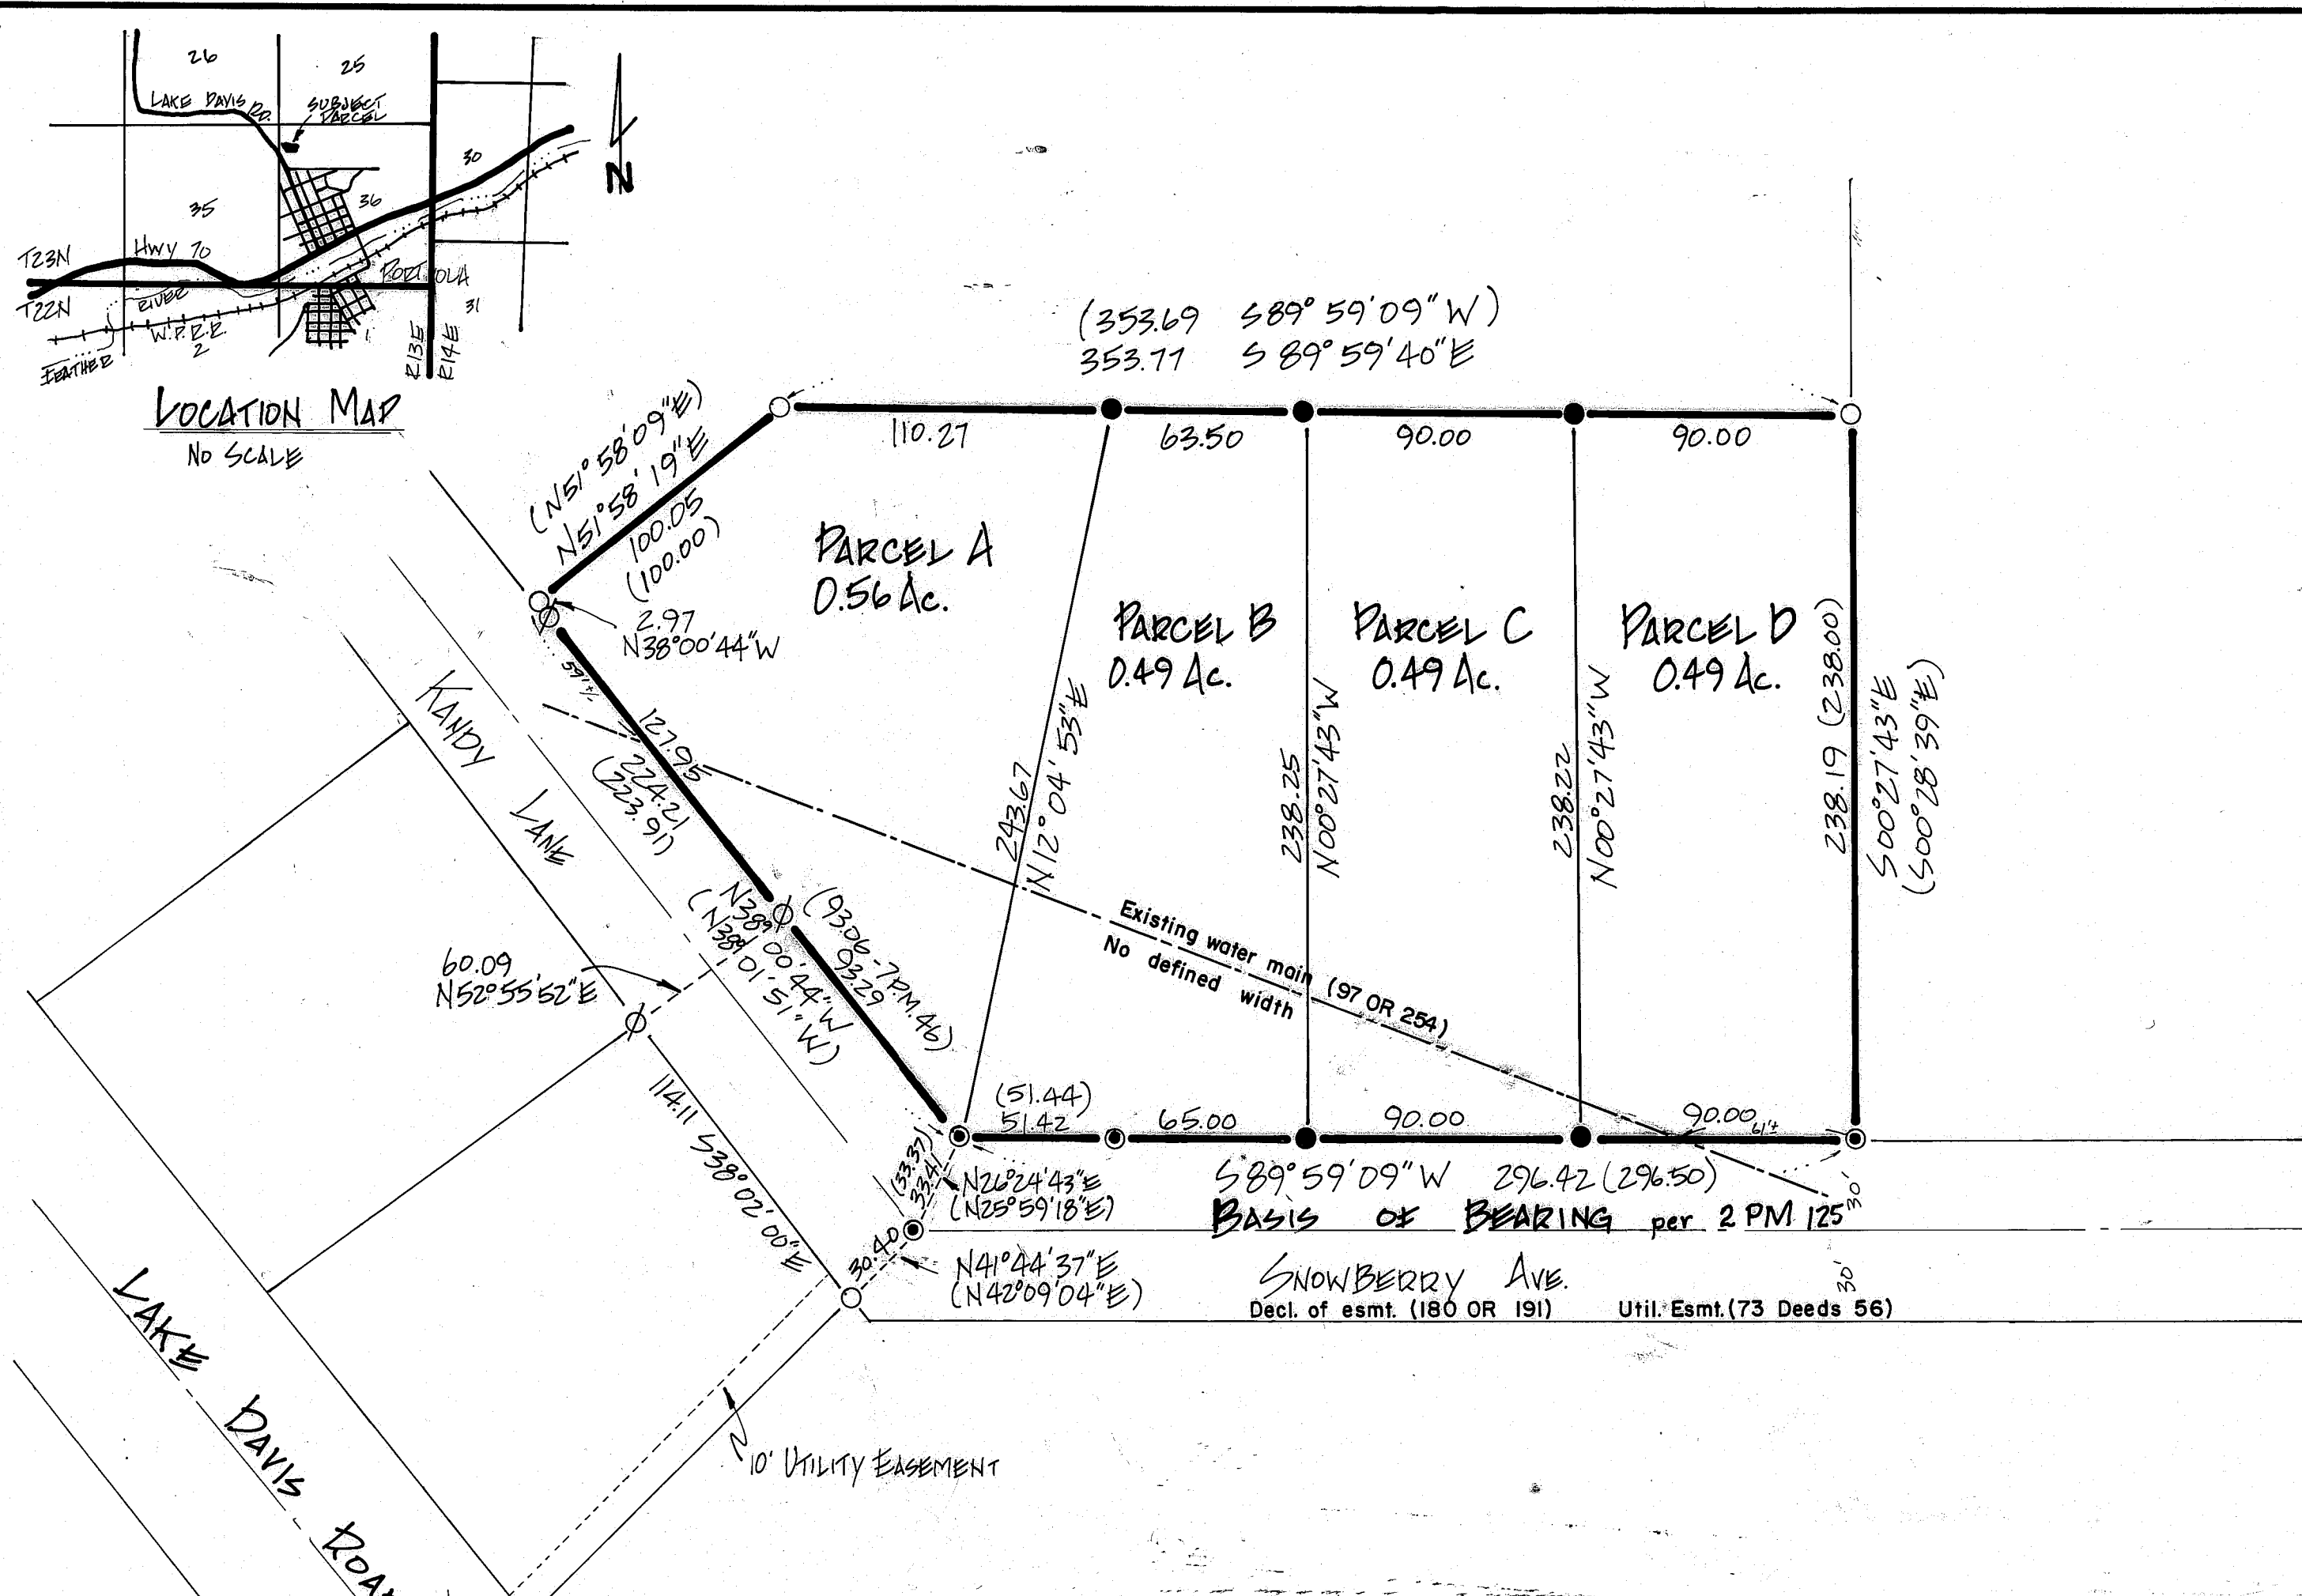 26
25
LAKE DAVIS RD.
SUBJECT
PARCEL
30
35
36
T23N
HWY 70
PORTOLA
T22N
RIVER
31
W.P.R.R.
2
1
FEATHER
R13E
R14E
N
LOCATION MAP
NO SCALE
(353.69 S89°59'09"W)
353.77 S89°59'40"E
110.27
63.50
90.00
90.00
(N51°58'09"E)
N51°58'19"E
100.05
(100.00)
2.97
N38°00'44"W
PARCEL A
0.56 Ac.
PARCEL B
0.49 Ac.
PARCEL C
0.49 Ac.
PARCEL D
0.49 Ac.
243.67
N12°04'53"E
238.25
N00°27'43"W
238.22
N00°27'43"W
238.19 (238.00)
S00°27'43"E
(S00°28'39"E)
59'±
127.95
224.21
(223.91)
KANDY
LANE
N38°00'44"W
(N38°01'51"W)
(93.06-7P.M.46)
93.29
60.09
N52°55'52"E
114.11 S38°02'00"E
Existing water main (97 OR 254)
No defined width
(51.44)
51.42
65.00
90.00
90.00
61'±
(33.37)
33.41
N26°24'43"E
(N25°59'18"E)
S89°59'09"W 296.42 (296.50)
BASIS OF BEARING per 2 PM 125
30'
30.40
N41°44'37"E
(N42°09'04"E)
SNOWBERRY AVE.
30'
Decl. of esmt. (180 OR 191) Util. Esmt. (73 Deeds 56)
LAKE DAVIS
10' UTILITY EASEMENT